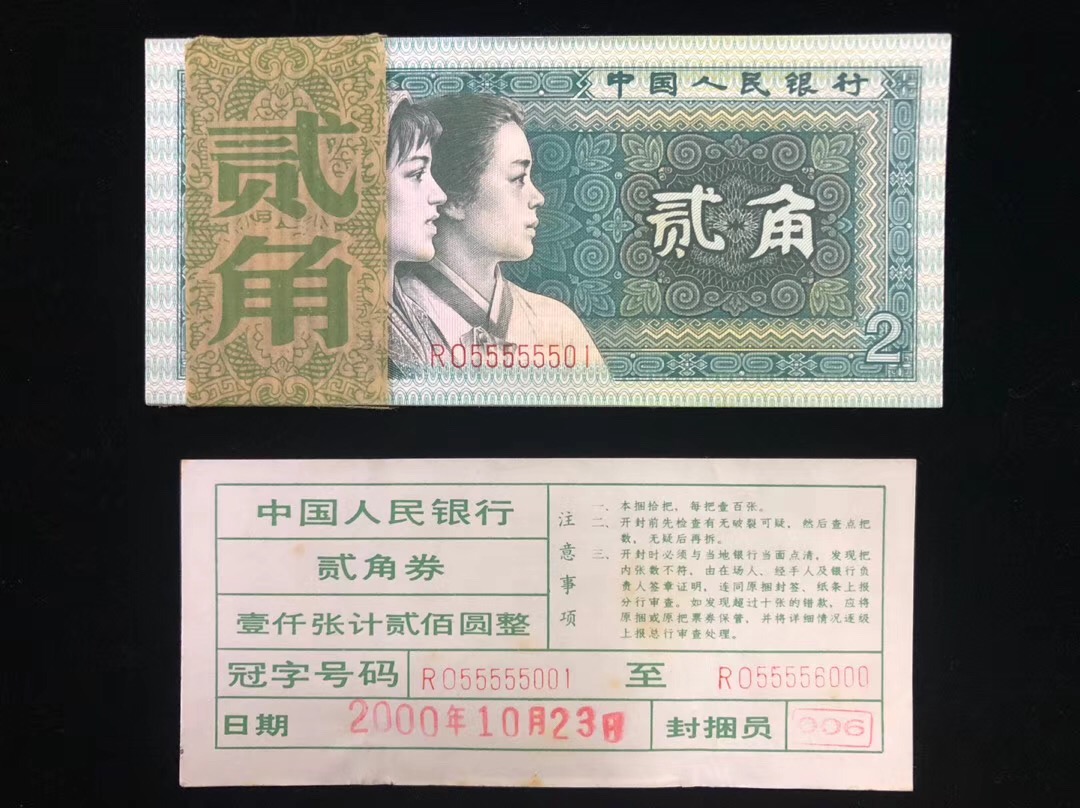 贰角
中国人民银行
贰角
RO55555501
2
中国人民银行
贰角券
壹仟张计贰佰圆整
注意事项
一、本捆恰把，每把壹百张。
二、开封前先检查有无破裂可疑，然后查点把
数，无疑后再拆。
三、开封时必须与当地银行当面点清，发现把
内张数不符，由在场人、经手人及银行负
责人签章证明，连同原捆封签、纸条上报
分行审查。如发现超过十张的错款，应将
原捆或原把票券保管，并将详细情况逐级
上报总行审查处理。
冠字号码 RO55555001 至 RO55556000
日期 2000年10月23日 封捆员 006